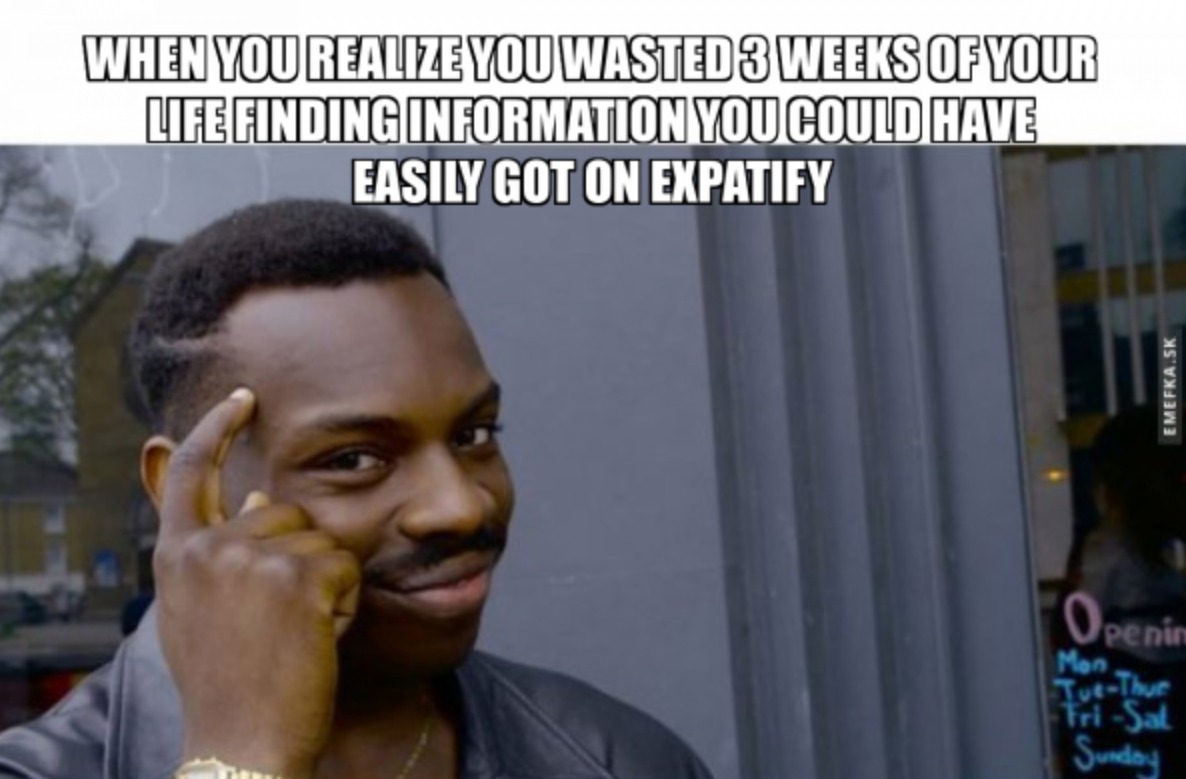 WHEN YOU REALIZE YOU WASTED 3 WEEKS OF YOUR
LIFE FINDING INFORMATION YOU COULD HAVE
EASILY GOT ON EXPATIFY
EMEFKA.SK
Openin
Mon
Tue-Thur
Fri-Sat
Sunday